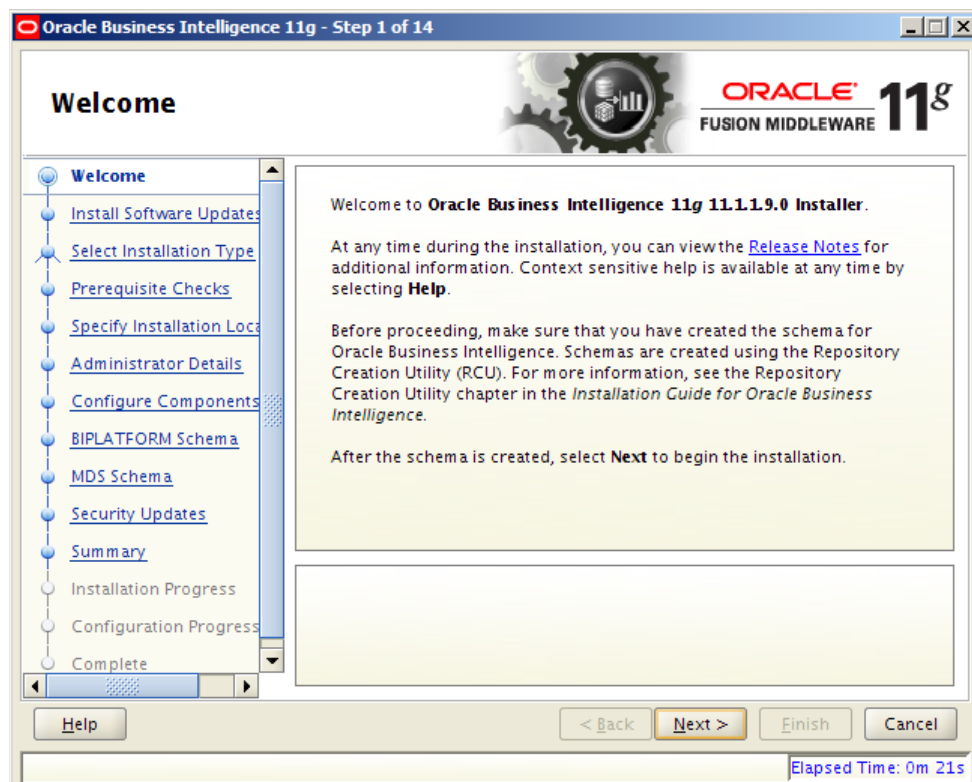 Oracle Business Intelligence 11g - Step 1 of 14
Welcome
ORACLE
FUSION MIDDLEWARE
11g
Welcome
Install Software Updates
Select Installation Type
Prerequisite Checks
Specify Installation Loca
Administrator Details
Configure Components
BIPLATFORM Schema
MDS Schema
Security Updates
Summary
Installation Progress
Configuration Progress
Complete
Welcome to Oracle Business Intelligence 11g 11.1.1.9.0 Installer.
At any time during the installation, you can view the Release Notes for
additional information. Context sensitive help is available at any time by
selecting Help.
Before proceeding, make sure that you have created the schema for
Oracle Business Intelligence. Schemas are created using the Repository
Creation Utility (RCU). For more information, see the Repository
Creation Utility chapter in the Installation Guide for Oracle Business
Intelligence.
After the schema is created, select Next to begin the installation.
Help
< Back
Next >
Finish
Cancel
Elapsed Time: 0m 21s